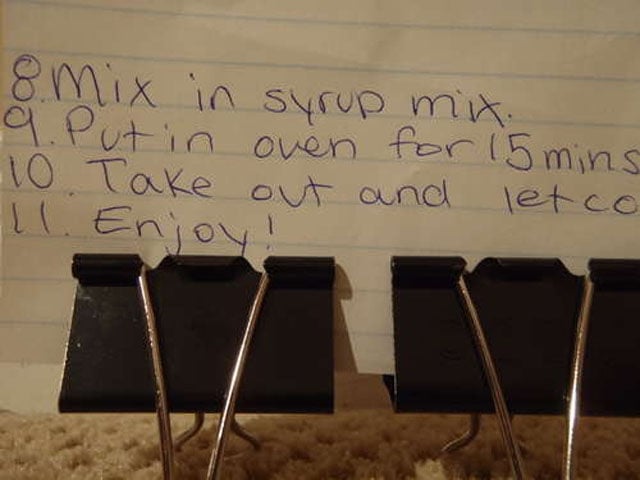 8. Mix in syrup mix.
9. Put in oven for 15 mins
10. Take out and let co
11. Enjoy!